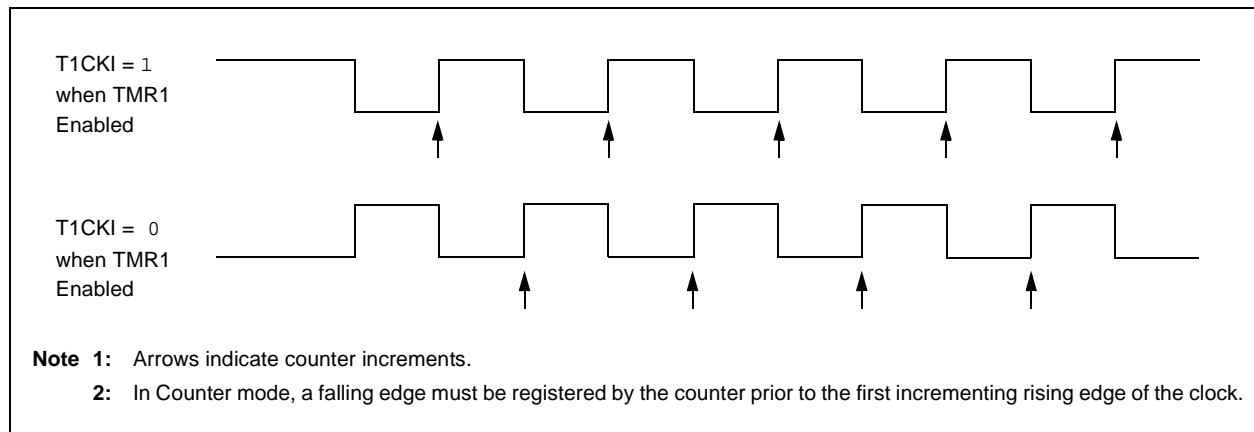 T1CKI = 1
when TMR1
Enabled
T1CKI = 0
when TMR1
Enabled
Note 1: Arrows indicate counter increments.
2: In Counter mode, a falling edge must be registered by the counter prior to the first incrementing rising edge of the clock.